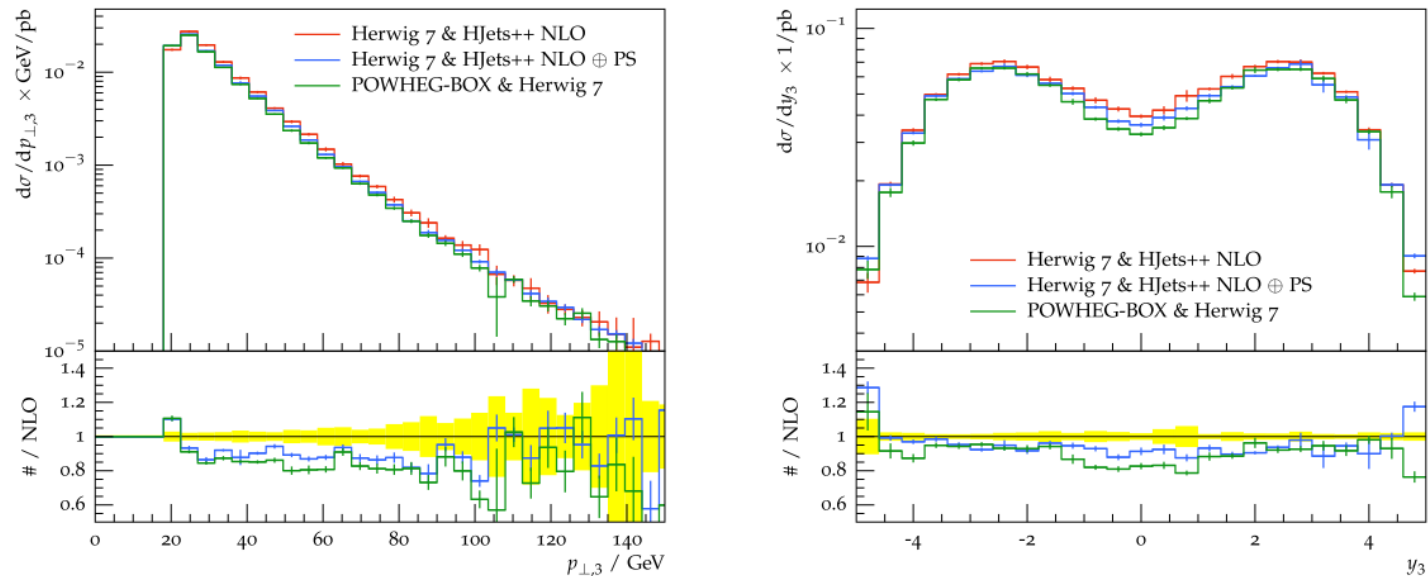 dσ/dp⊥,3 × GeV/pb
10⁻²
10⁻³
10⁻⁴
10⁻⁵
Herwig 7 & HJets++ NLO
Herwig 7 & HJets++ NLO ⊕ PS
POWHEG-BOX & Herwig 7
# / NLO
1.4
1.2
1
0.8
0.6
0 20 40 60 80 100 120 140
p⊥,3 / GeV
dσ/dy3 × 1/pb
10⁻¹
10⁻²
Herwig 7 & HJets++ NLO
Herwig 7 & HJets++ NLO ⊕ PS
POWHEG-BOX & Herwig 7
# / NLO
1.4
1.2
1
0.8
0.6
-4 -2 0 2 4
y3